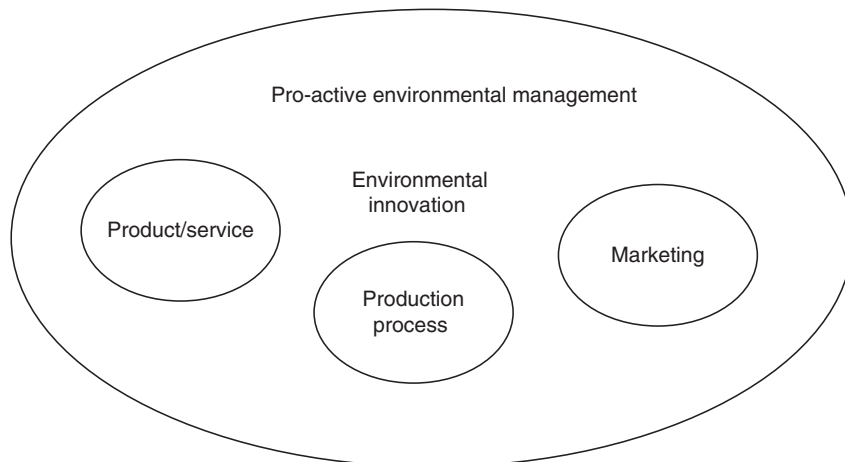 Pro-active environmental management
Environmental
innovation
Product/service
Marketing
Production
process